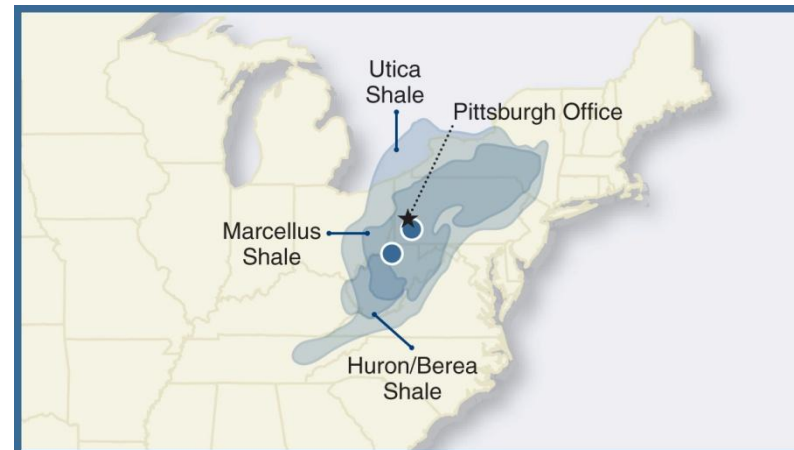 Utica
Shale
Pittsburgh Office
Marcellus
Shale
Huron/Berea
Shale